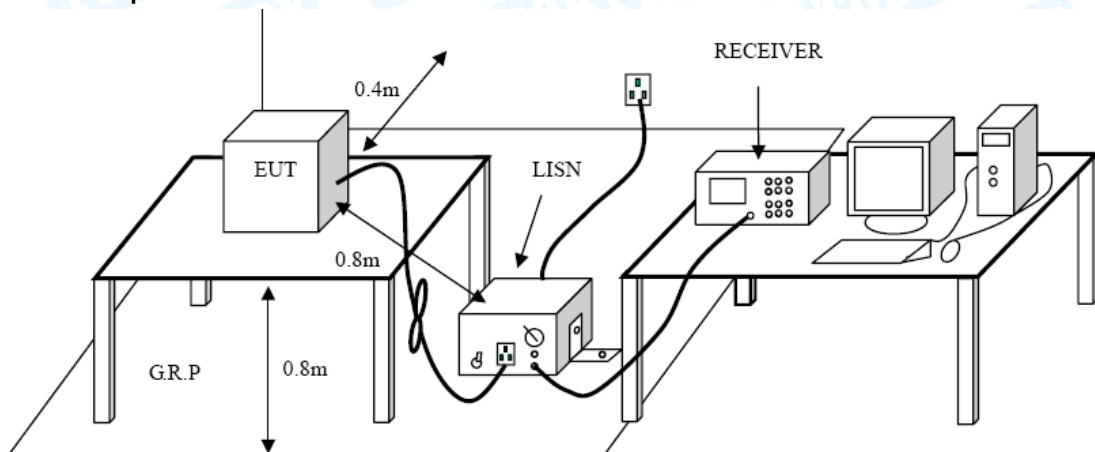 RECEIVER
0.4m
EUT
LISN
0.8m
G.R.P
0.8m